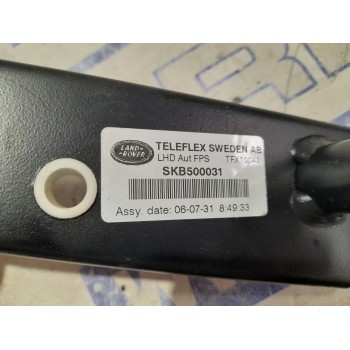 LAND-
ROVER
TELEFLEX SWEDEN AB
LHD Aut FPS TFX10042
SKB500031
Assy. date: 06-07-31 8:49:33